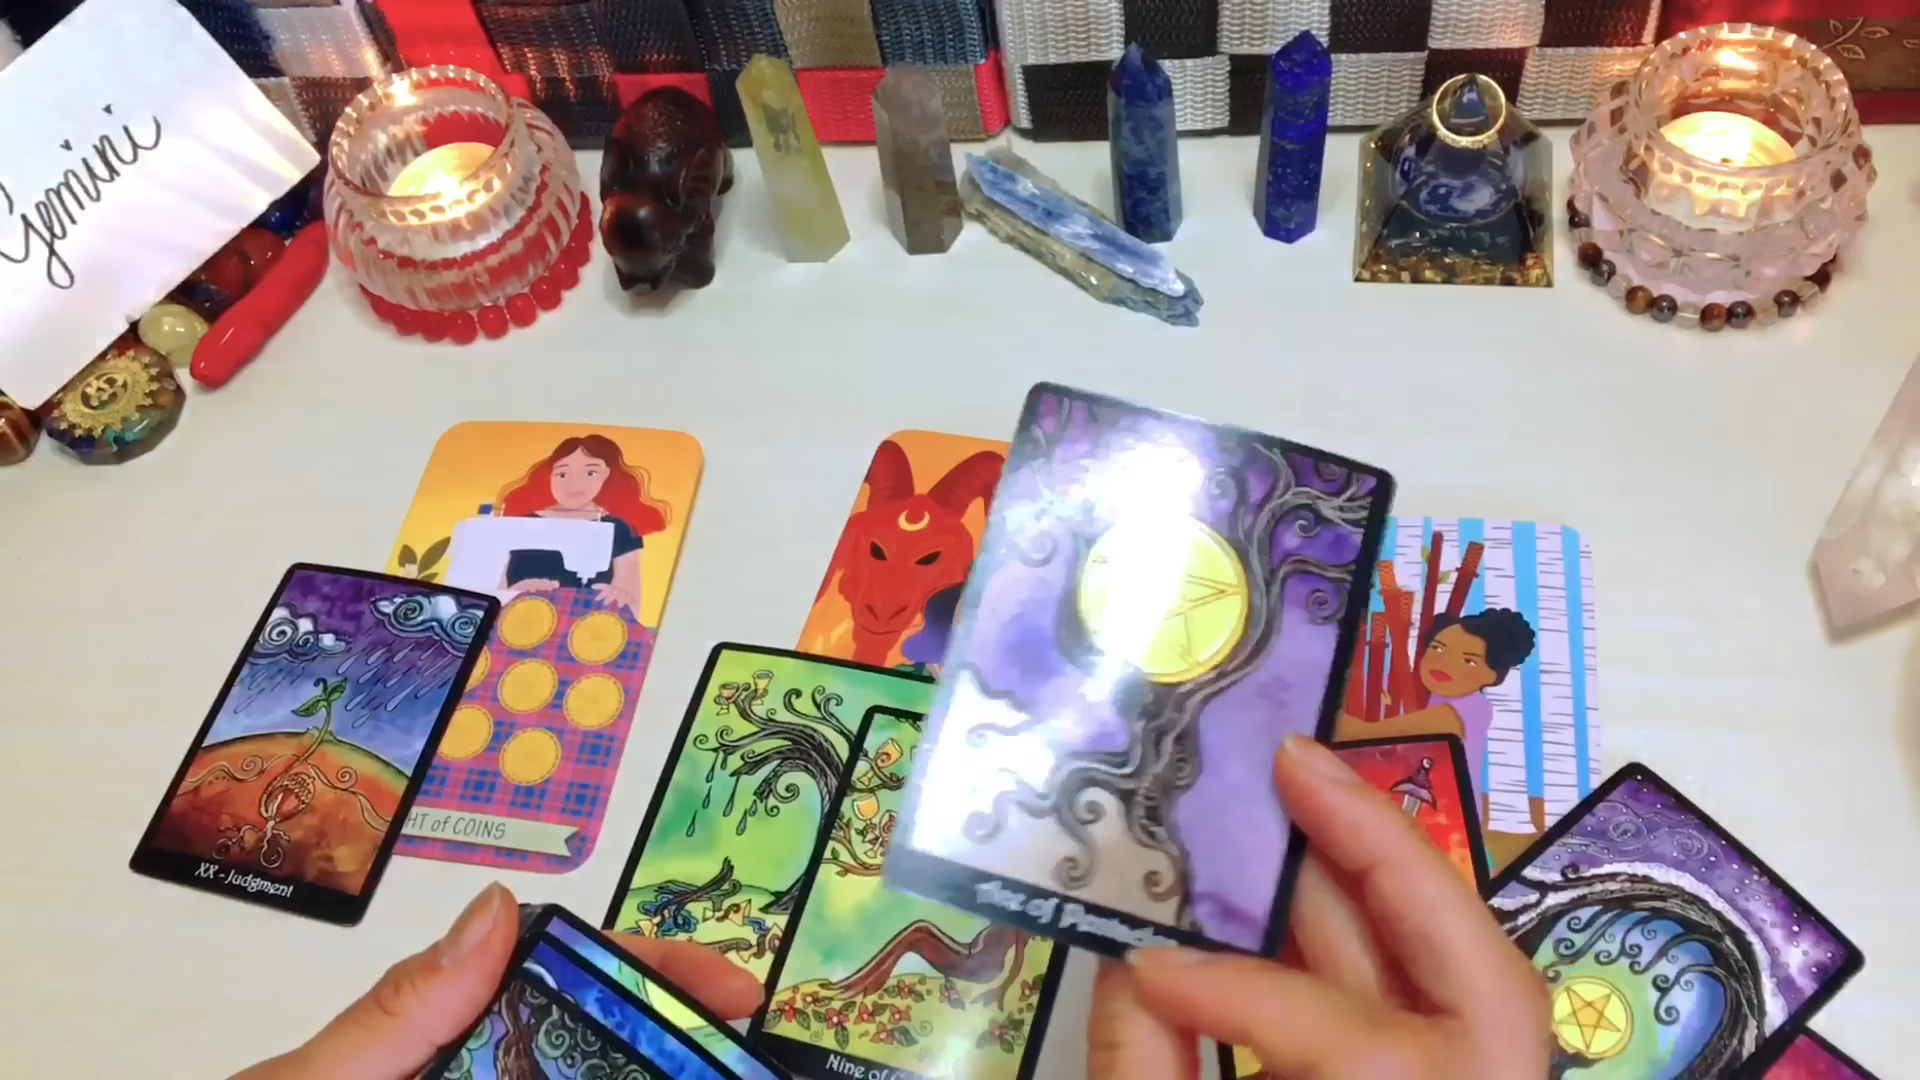 Gemini
HT of COINS
XX - Judgment
Ace of Pentacles
Nine of C